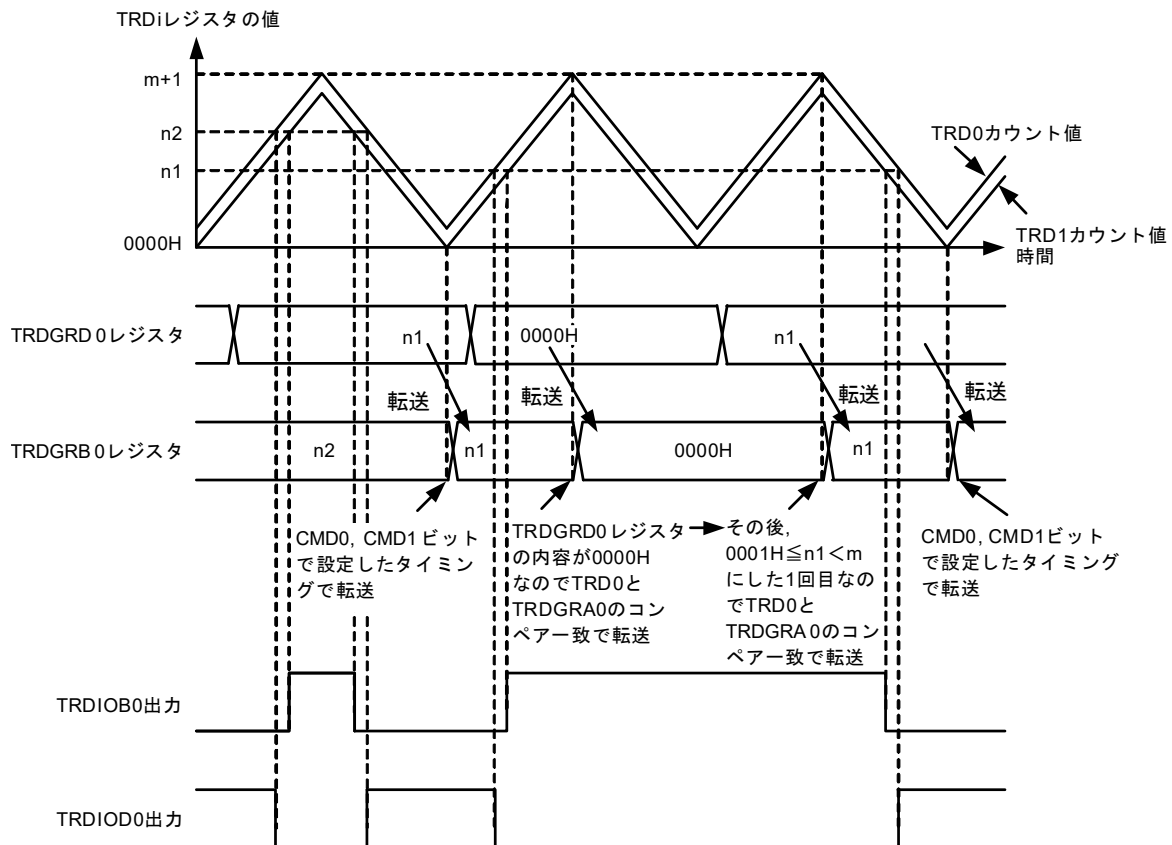 TRDiレジスタの値
m+1
n2
n1
0000H
TRD0カウント値
TRD1カウント値
時間
TRDGRD0レジスタ
n1
0000H
n1
転送
転送
転送
転送
TRDGRB0レジスタ
n2
n1
0000H
n1
CMD0, CMD1ビット
で設定したタイミン
グで転送
TRDGRD0レジスタ
の内容が0000H
なのでTRD0と
TRDGRA0のコン
ペアー致で転送
その後,
0001H≦n1<m
にした1回目なの
でTRD0と
TRDGRA0のコン
ペアー致で転送
CMD0, CMD1ビット
で設定したタイミング
で転送
TRDIOB0出力
TRDIOD0出力